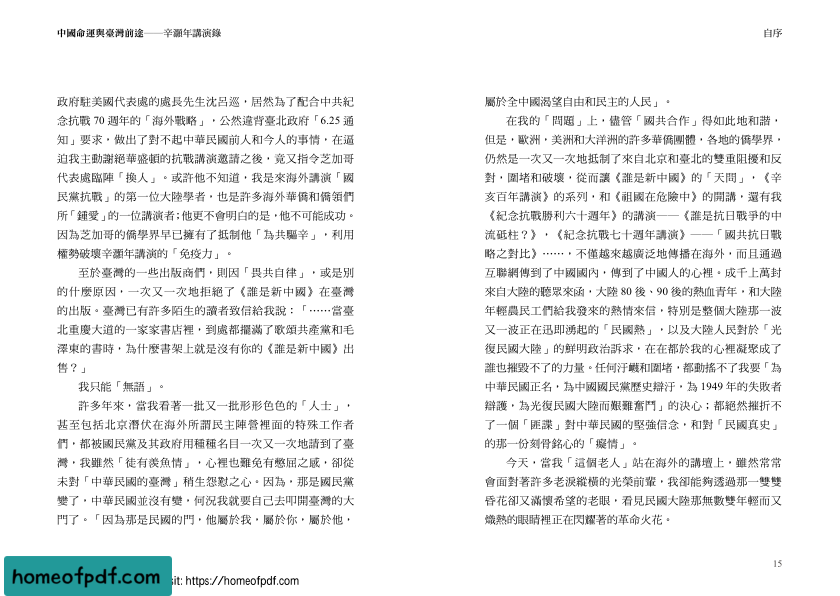 中國命運與臺灣前途——辛灝年講演錄
政府駐美國代表處的處長先生沈呂巡，居然為了配合中共紀
念抗戰 70 週年的「海外戰略」，公然違背臺北政府「6.25 通
知」要求，做出了對不起中華民國前人和今人的事情，在逼
迫我主動謝絕華盛頓的抗戰講演邀請之後，竟又指令芝加哥
代表處臨陣「換人」。或許他不知道，我是來海外講演「國
民黨抗戰」的第一位大陸學者，也是許多海外華僑和僑領們
所「鍾愛」的一位講演者；他更不會明白的是，他不可能成功。
因為芝加哥的僑學界早已擁有了抵制他「為共驅辛」，利用
權勢破壞辛灝年講演的「免疫力」。
至於臺灣的一些出版商們，則因「畏共自律」，或是別
的什麼原因，一次又一次地拒絕了《誰是新中國》在臺灣
的出版。臺灣已有許多陌生的讀者致信給我說：「……當臺
北重慶大道的一家家書店裡，到處都擺滿了歌頌共產黨和毛
澤東的書時，為什麼書架上就是沒有你的《誰是新中國》出
售？」
我只能「無語」。
許多年來，當我看著一批又一批形形色色的「人士」，
甚至包括北京潛伏在海外所謂民主陣營裡面的特殊工作者
們，都被國民黨及其政府用種種名目一次又一次地請到了臺
灣，我雖然「徒有羨魚情」，心裡也難免有憋屈之感，卻從
未對「中華民國的臺灣」稍生怨懟之心。因為，那是國民黨
變了，中華民國並沒有變，何況我就要自己去叩開臺灣的大
門了。「因為那是民國的門，他屬於我，屬於你，屬於他，
自序
屬於全中國渴望自由和民主的人民」。
在我的「問題」上，儘管「國共合作」得如此地和諧，
但是，歐洲，美洲和大洋洲的許多華僑團體，各地的僑學界，
仍然是一次又一次地抵制了來自北京和臺北的雙重阻擾和反
對，圍堵和破壞，從而讓《誰是新中國》的「天問」，《辛
亥百年講演》的系列，和《祖國在危險中》的開講，還有我
《紀念抗戰勝利六十週年》的講演——《誰是抗日戰爭的中
流砥柱？》，《紀念抗戰七十週年講演》——「國共抗日戰
略之對比》……，不僅越來越廣泛地傳播在海外，而且通過
互聯網傳到了中國國內，傳到了中國人的心裡。成千上萬封
來自大陸的聽眾來函，大陸 80 後、90 後的熱血青年，和大陸
年輕農民工們給我發來的熱情來信，特別是整個大陸那一波
又一波正在迅即湧起的「民國熱」，以及大陸人民對於「光
復民國大陸」的鮮明政治訴求，在在都於我的心裡凝聚成了
誰也摧毀不了的力量。任何汙衊和圍堵，都動搖不了我要「為
中華民國正名，為中國國民黨歷史辯汙，為 1949 年的失敗者
辯護，為光復民國大陸而艱難奮鬥」的決心；都絕然摧折不
了一個「匪諜」對中華民國的堅強信念，和對「民國真史」
的那一份刻骨銘心的「癡情」。
今天，當我「這個老人」站在海外的講壇上，雖然常常
會面對著許多老淚縱橫的光榮前輩，我卻能夠透過那一雙雙
昏花卻又滿懷希望的老眼，看見民國大陸那無數雙年輕而又
熾熱的眼睛裡正在閃耀著的革命火花。
15
homeofpdf.com
sit: https://homeofpdf.com